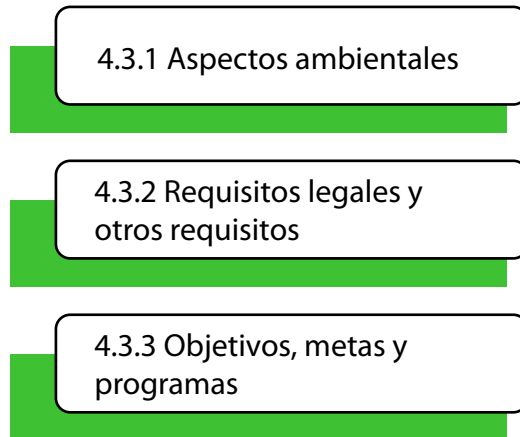 4.3.1 Aspectos ambientales
4.3.2 Requisitos legales y
otros requisitos
4.3.3 Objetivos, metas y
programas